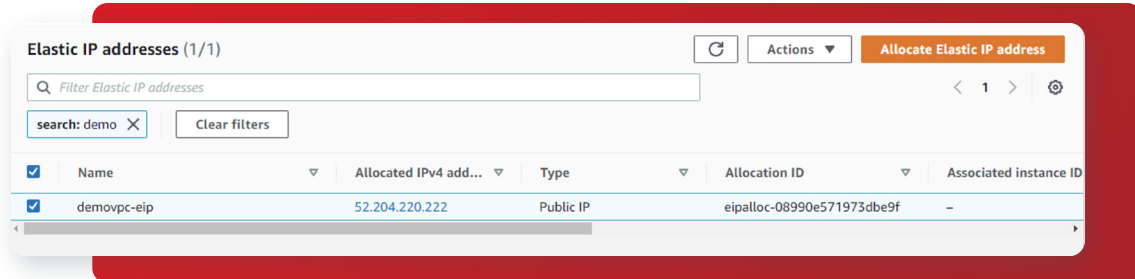 Elastic IP addresses (1/1)
Actions
Allocate Elastic IP address
Filter Elastic IP addresses
1
search: demo
Clear filters
Name Allocated IPv4 add... Type Allocation ID Associated instance ID
demovpc-eip 52.204.220.222 Public IP eipalloc-08990e571973dbe9f –